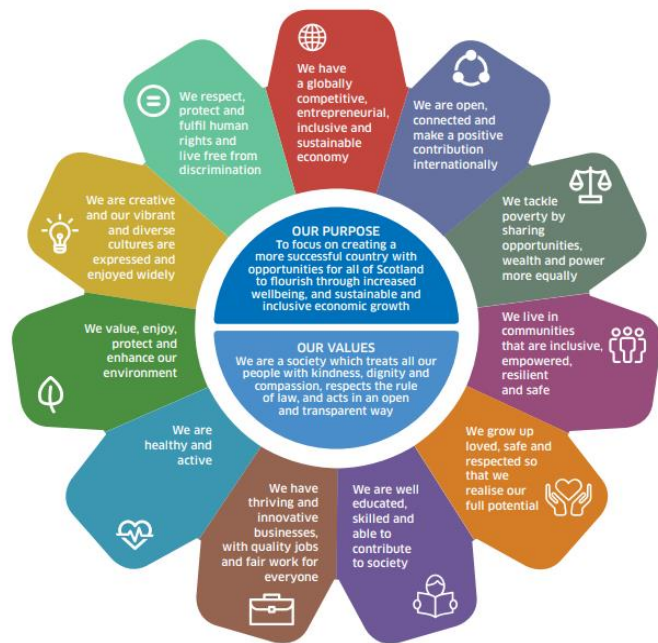 We have
a globally
competitive,
entrepreneurial,
inclusive and
sustainable
economy
We are open,
connected and
make a positive
contribution
internationally
We tackle
poverty by
sharing
opportunities,
wealth and power
more equally
We live in
communities
that are inclusive,
empowered,
resilient
and safe
We grow up
loved, safe and
respected so
that we
realise our
full potential
We are well
educated,
skilled and
able to
contribute
to society
We have
thriving and
innovative
businesses,
with quality jobs
and fair work for
everyone
We are
healthy and
active
We value, enjoy,
protect and
enhance our
environment
We are creative
and our vibrant
and diverse
cultures are
expressed and
enjoyed widely
We respect,
protect and
fulfil human
rights and
live free from
discrimination
OUR PURPOSE
To focus on creating a
more successful country with
opportunities for all of Scotland
to flourish through increased
wellbeing, and sustainable and
inclusive economic growth
OUR VALUES
We are a society which treats all our
people with kindness, dignity and
compassion, respects the rule
of law, and acts in an open
and transparent way